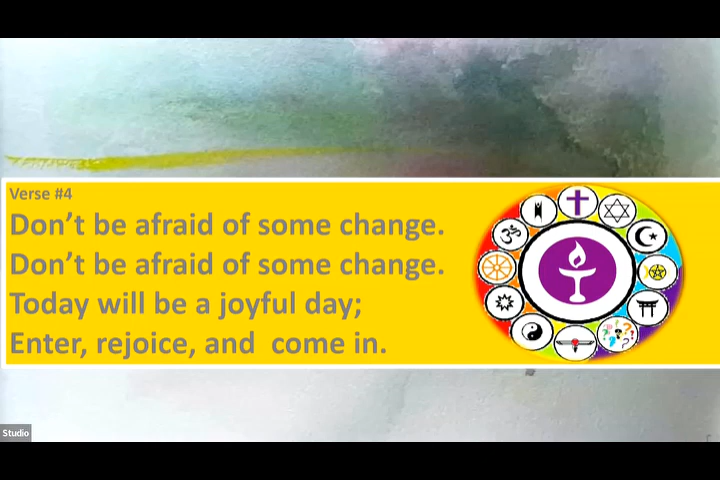 Verse #4
Don’t be afraid of some change.
Don’t be afraid of some change.
Today will be a joyful day;
Enter, rejoice, and  come in.
Studio